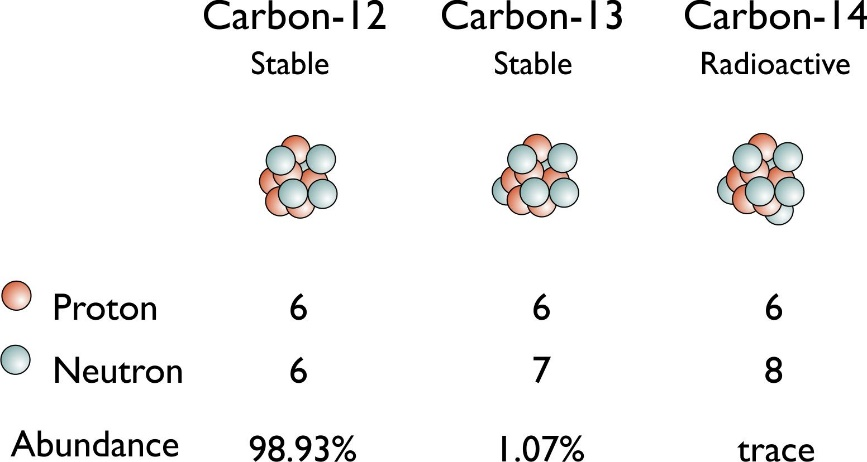 Carbon-12 Carbon-13 Carbon-14
Stable Stable Radioactive
Proton 6 6 6
Neutron 6 7 8
Abundance 98.93% 1.07% trace